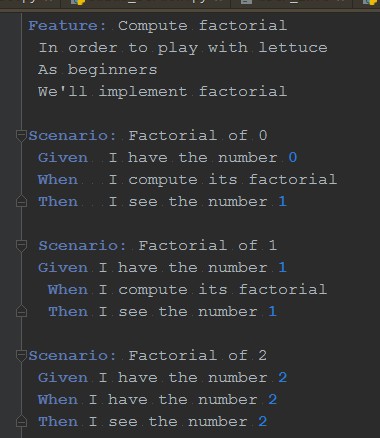 Feature: Compute factorial
In order to play with lettuce
As beginners
We'll implement factorial
Scenario: Factorial of 0
Given I have the number 0
When I compute its factorial
Then I see the number 1
Scenario: Factorial of 1
Given I have the number 1
When I compute its factorial
Then I see the number 1
Scenario: Factorial of 2
Given I have the number 2
When I have the number 2
Then I see the number 2